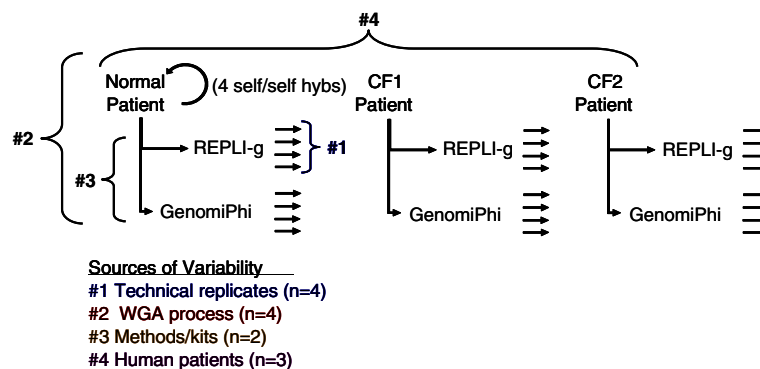 #4
Normal
Patient
(4 self/self hybs)
CF1
Patient
CF2
Patient
#2
REPLI-g
#1
REPLI-g
REPLI-g
#3
GenomiPhi
GenomiPhi
GenomiPhi
Sources of Variability
#1 Technical replicates (n=4)
#2 WGA process (n=4)
#3 Methods/kits (n=2)
#4 Human patients (n=3)